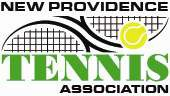 NEW PROVIDENCE
TENNIS
ASSOCIATION